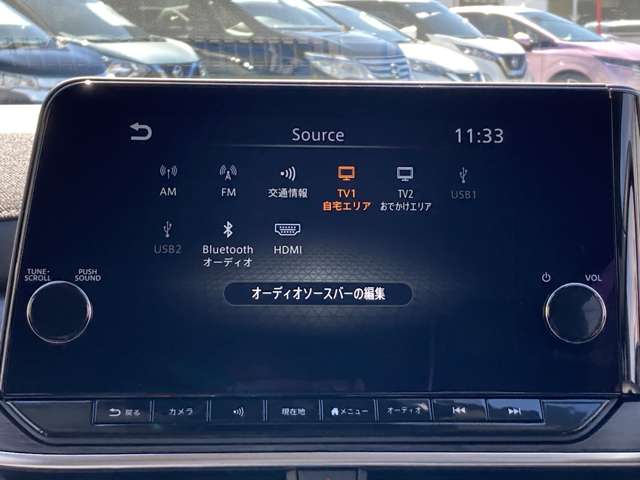 Source
11:33
AM
FM
交通情報
TV1
自宅エリア
TV2
おでかけエリア
USB1
USB2
Bluetooth
オーディオ
HDMI
TUNE・
SCROLL
PUSH
SOUND
VOL
オーディオソースバーの編集
戻る
カメラ
現在地
メニュー
オーディオ